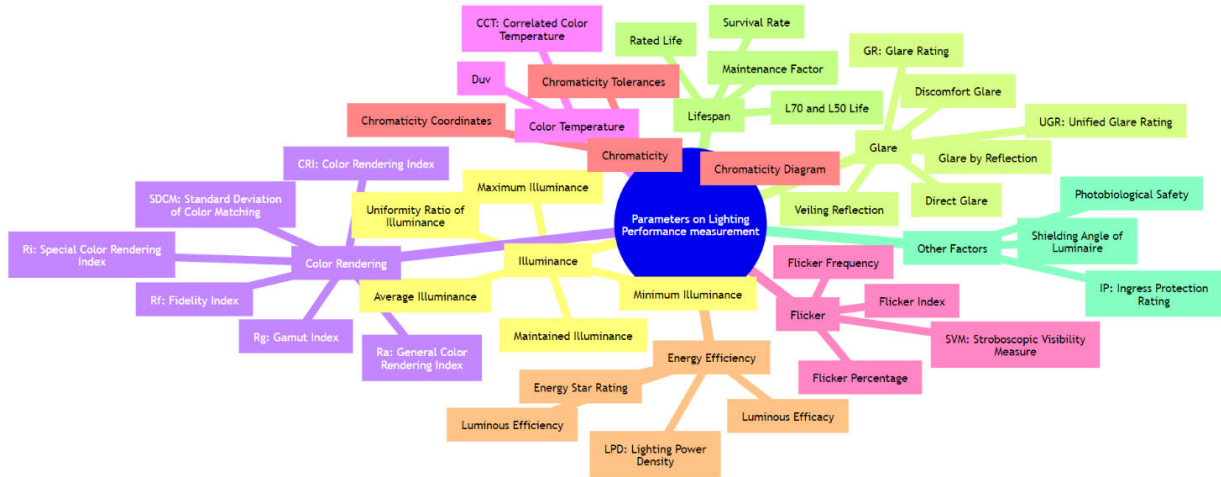 CCT: Correlated Color
Temperature
Duv
Color Temperature
Chromaticity Tolerances
Chromaticity Coordinates
Chromaticity
Chromaticity Diagram
Rated Life
Survival Rate
Maintenance Factor
L70 and L50 Life
Lifespan
GR: Glare Rating
Discomfort Glare
UGR: Unified Glare Rating
Glare
Glare by Reflection
Direct Glare
Veiling Reflection
Parameters on Lighting
Performance measurement
CRI: Color Rendering Index
SDCM: Standard Deviation
of Color Matching
Ri: Special Color Rendering
Index
Color Rendering
Rf: Fidelity Index
Rg: Gamut Index
Ra: General Color
Rendering Index
Maximum Illuminance
Uniformity Ratio of
Illuminance
Illuminance
Average Illuminance
Minimum Illuminance
Maintained Illuminance
Photobiological Safety
Other Factors
Shielding Angle of
Luminaire
IP: Ingress Protection
Rating
Flicker Frequency
Flicker
Flicker Index
SVM: Stroboscopic Visibility
Measure
Flicker Percentage
Energy Efficiency
Energy Star Rating
Luminous Efficiency
LPD: Lighting Power
Density
Luminous Efficacy